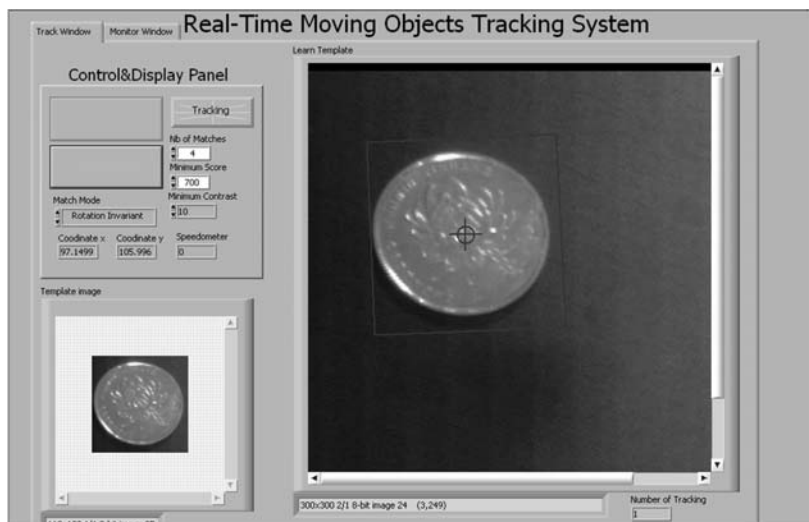 Real-Time Moving Objects Tracking System
Track Window
Monitor Window
Control&Display Panel
Tracking
Nb of Matches
4
Minimum Score
700
Minimum Contrast
10
Match Mode
Rotation Invariant
Coodinate x
Coodinate y
Speedometer
97.1499
105.996
0
Template image
Learn Template
300x300 2/1 8-bit image 24 (3,249)
Number of Tracking
1